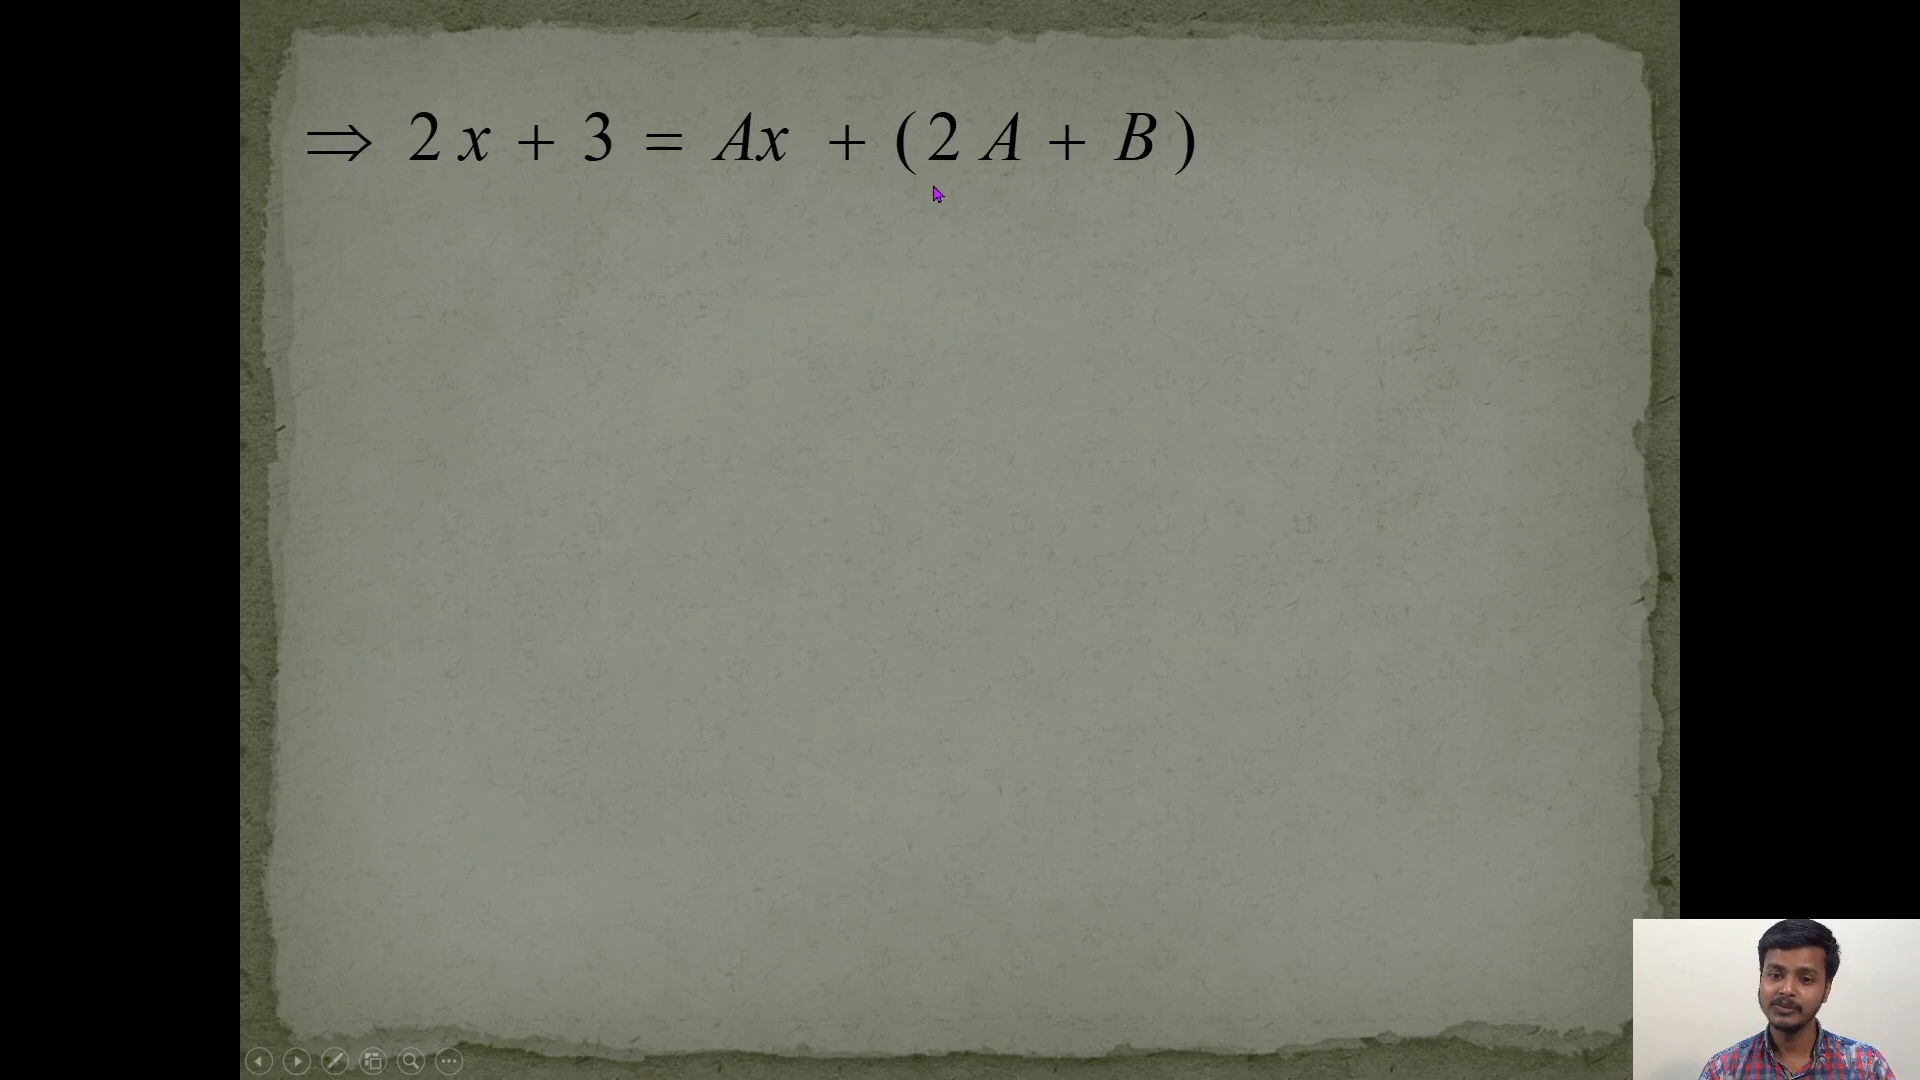 ⇒ 2x + 3 = Ax + (2A + B)